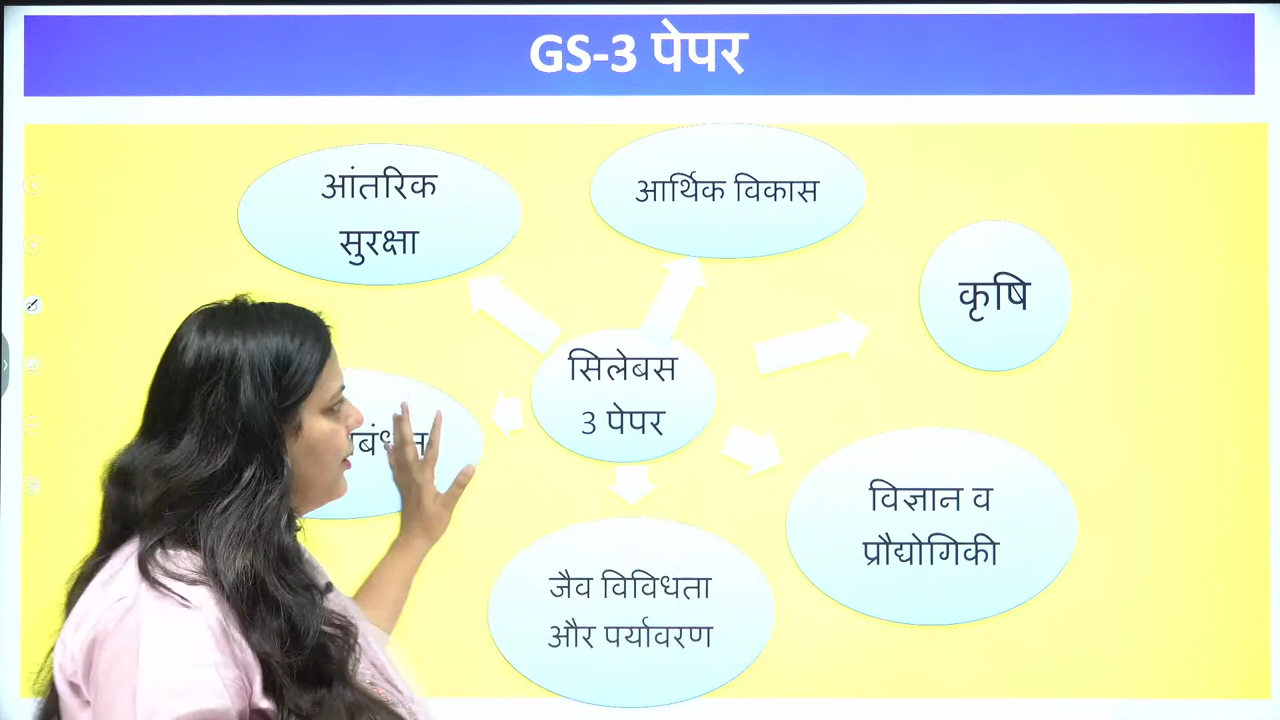 GS-3 पेपर
आंतरिक
सुरक्षा
आर्थिक विकास
कृषि
सिलेबस
3 पेपर
विज्ञान व
प्रौद्योगिकी
जैव विविधता
और पर्यावरण